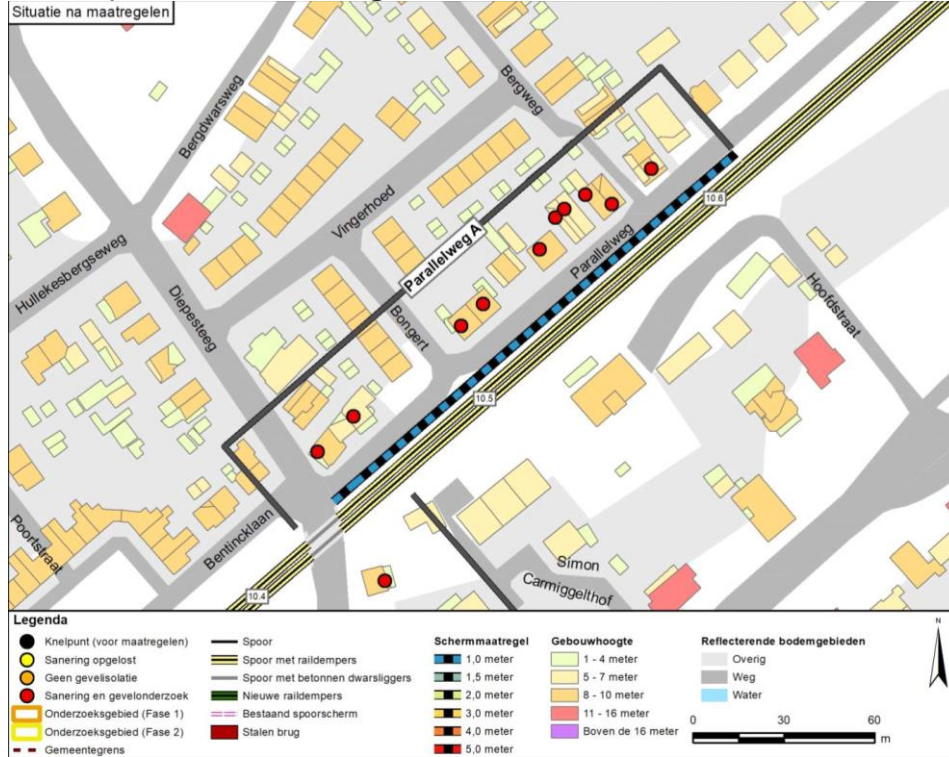 Situatie na maatregelen
Bergdwarsweg
Bergweg
Vingerhoed
Parallelweg A
Parallelweg
10.6
Hullekesbergseweg
Diepesteeg
Bongert
Hoofdstraat
10.5
Poortstraat
Bentincklaan
Simon
Carmiggelthof
10.4
Legenda
Knelpunt (voor maatregelen)
Sanering opgelost
Geen gevelisolatie
Sanering en gevelonderzoek
Onderzoeksgebied (Fase 1)
Onderzoeksgebied (Fase 2)
Gemeentegrens
Spoor
Spoor met raildempers
Spoor met betonnen dwarsliggers
Nieuwe raildempers
Bestaand spoorscherm
Stalen brug
Schermmaatregel
1,0 meter
1,5 meter
2,0 meter
3,0 meter
4,0 meter
5,0 meter
Gebouwhoogte
1 - 4 meter
5 - 7 meter
8 - 10 meter
11 - 16 meter
Boven de 16 meter
Reflecterende bodemgebieden
Overig
Weg
Water
N
0 30 60
m